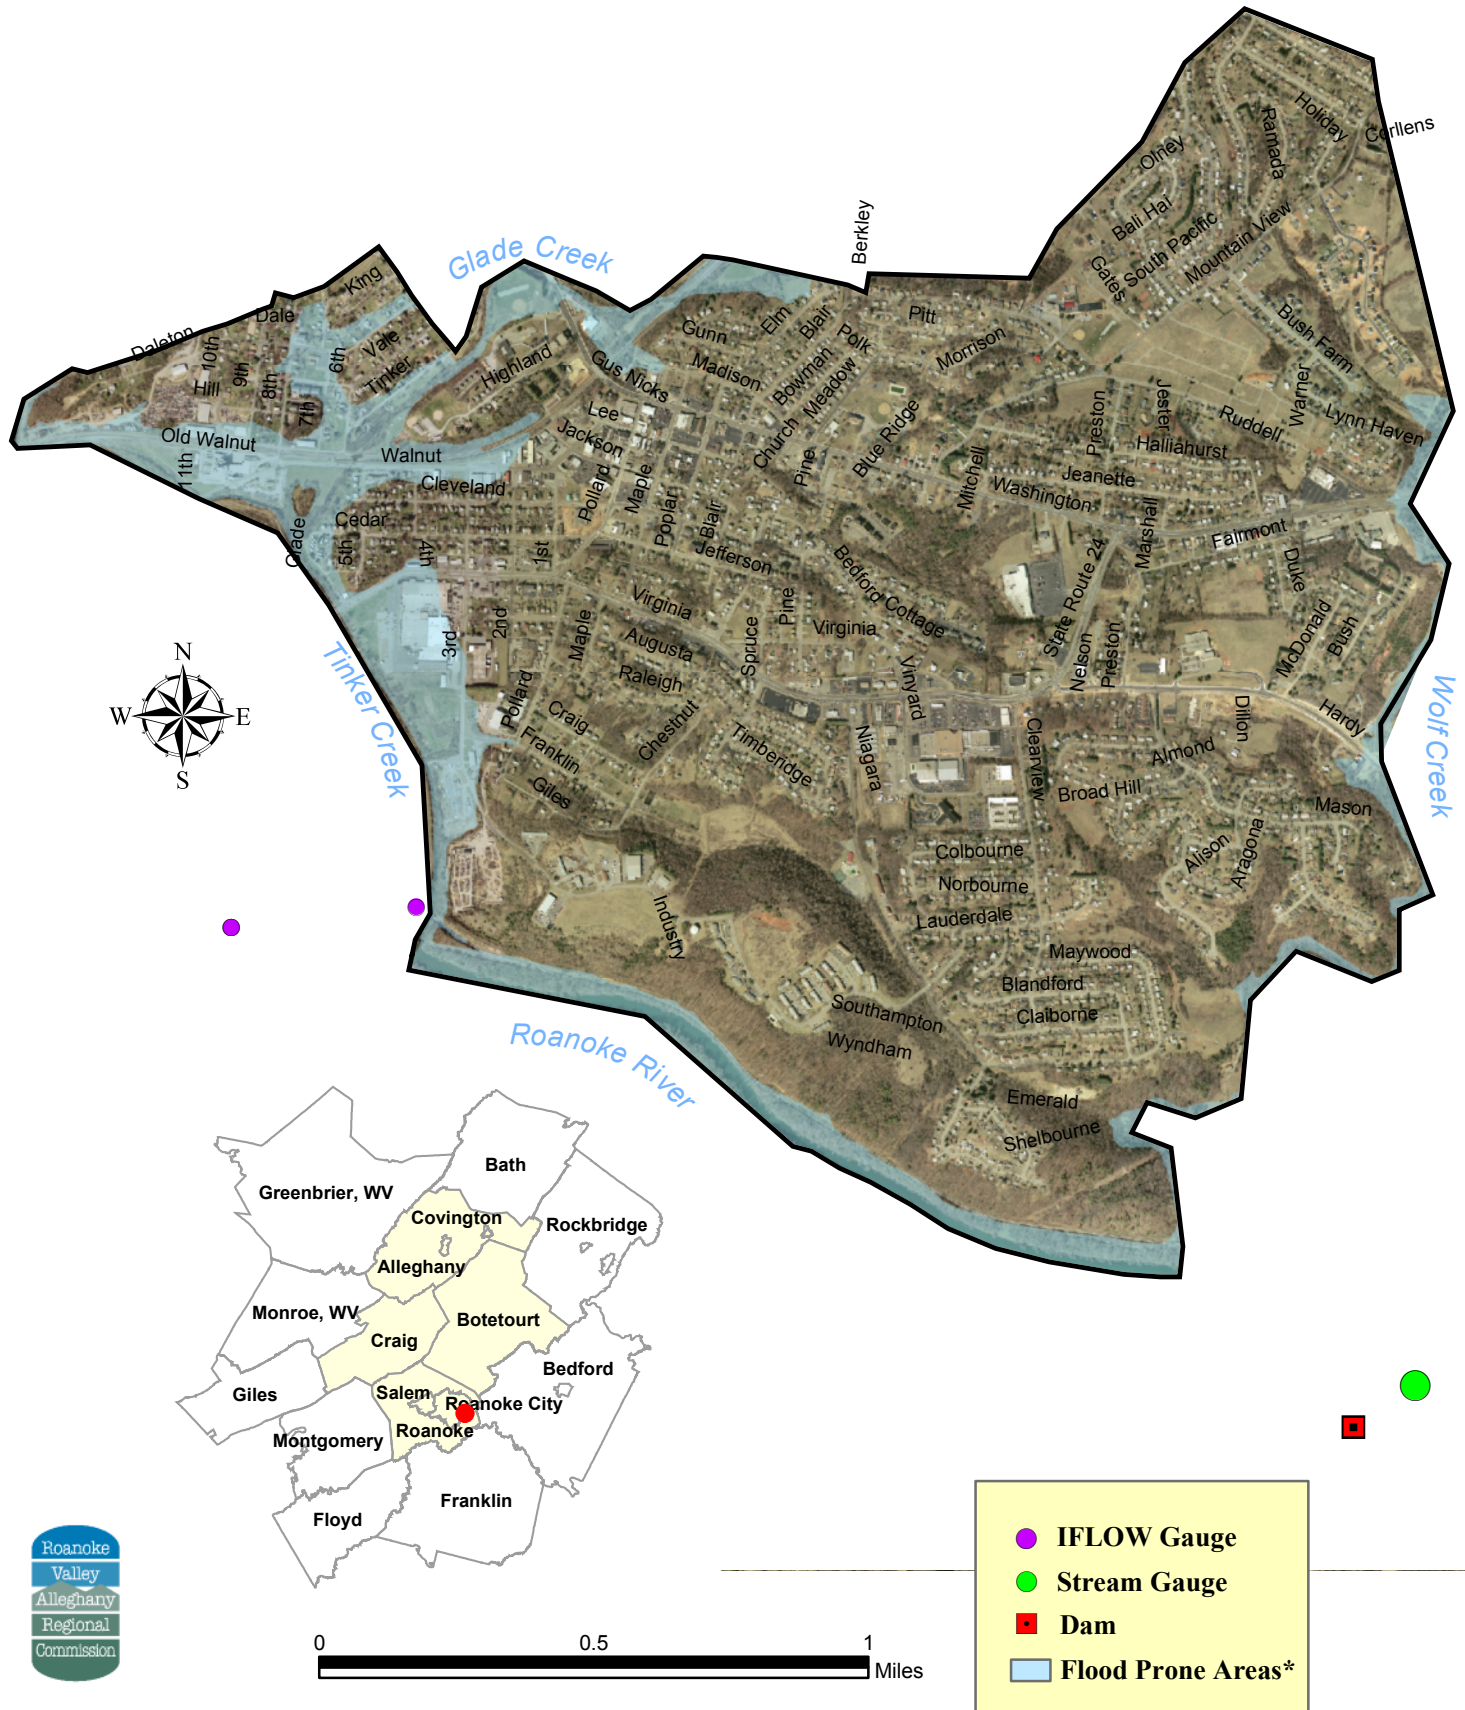 Holiday
Corllens
Ramada
Olney
Bali Hai
South Pacific
Mountain View
Gates
Berkley
Glade Creek
King
Dale
Daleton
10th
9th
8th
7th
6th
Vale
Tinker
Hill
Highland
Gus Nicks
Gunn
Madison
Elm
Blair
Polk
Bowman
Meadow
Pitt
Morrison
Bush Farm
Warner
Lynn Haven
Ruddell
Jester
Preston
Halliahurst
Jeanette
Washington
Mitchell
Blue Ridge
Church
Pine
Lee
Jackson
Old Walnut
Walnut
11th
Cleveland
Cedar
Glade
5th
4th
1st
Pollard
Maple
Poplar
Blair
Jefferson
Bedford
Cottage
Marshall
Fairmont
State Route 24
Duke
McDonald
Bush
2nd
3rd
Maple
Virginia
Augusta
Raleigh
Spruce
Pine
Virginia
Vinyard
Nelson
Preston
Dillon
Hardy
Wolf Creek
Tinker Creek
N
W
E
S
Pollard
Craig
Franklin
Giles
Chestnut
Timberidge
Niagara
Clearview
Almond
Broad Hill
Mason
Alison
Aragona
Colbourne
Norbourne
Lauderdale
Industry
Maywood
Blandford
Claiborne
Southampton
Wyndham
Emerald
Shelbourne
Roanoke River
Bath
Greenbrier, WV
Covington
Rockbridge
Alleghany
Monroe, WV
Botetourt
Craig
Bedford
Giles
Salem
Roanoke City
Roanoke
Montgomery
Franklin
Floyd
Roanoke
Valley
Alleghany
Regional
Commission
0 0.5 1
Miles
IFLOW Gauge
Stream Gauge
Dam
Flood Prone Areas*